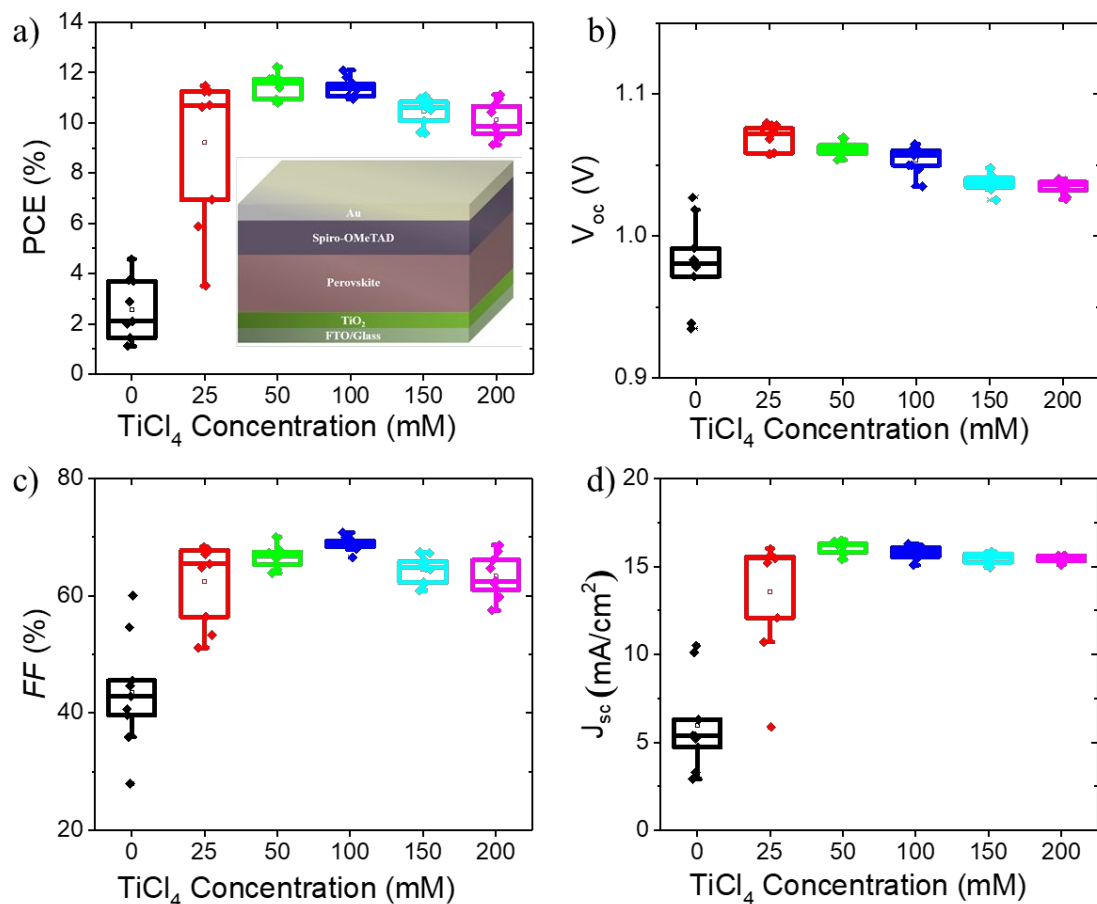 a)
PCE (%)
14
12
10
8
6
4
2
0
Au
Spiro-OMeTAD
Perovskite
TiO₂
FTO/Glass
0 25 50 100 150 200
TiCl₄ Concentration (mM)
b)
V_oc (V)
1.1
1.0
0.9
0 25 50 100 150 200
TiCl₄ Concentration (mM)
c)
FF (%)
80
60
40
20
0 25 50 100 150 200
TiCl₄ Concentration (mM)
d)
J_sc (mA/cm²)
20
15
10
5
0
0 25 50 100 150 200
TiCl₄ Concentration (mM)